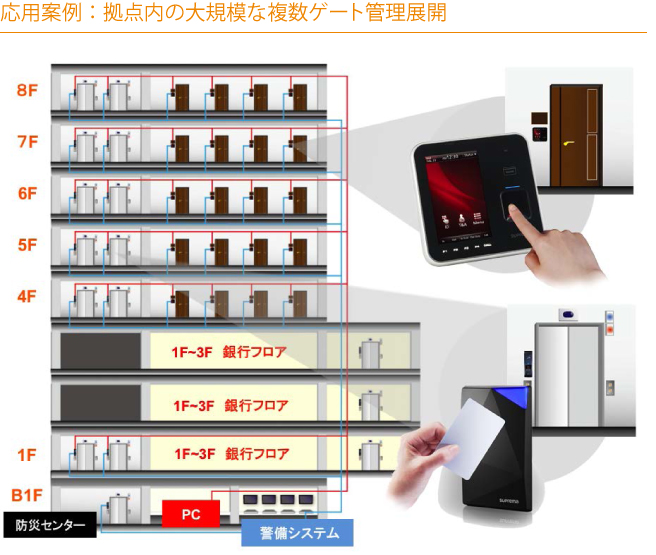 応用案例：拠点内の大規模な複数ゲート管理展開
8F
7F
6F
5F
4F
1F~3F 銀行フロア
1F~3F 銀行フロア
1F
1F~3F 銀行フロア
B1F
防災センター
PC
警備システム
suprema